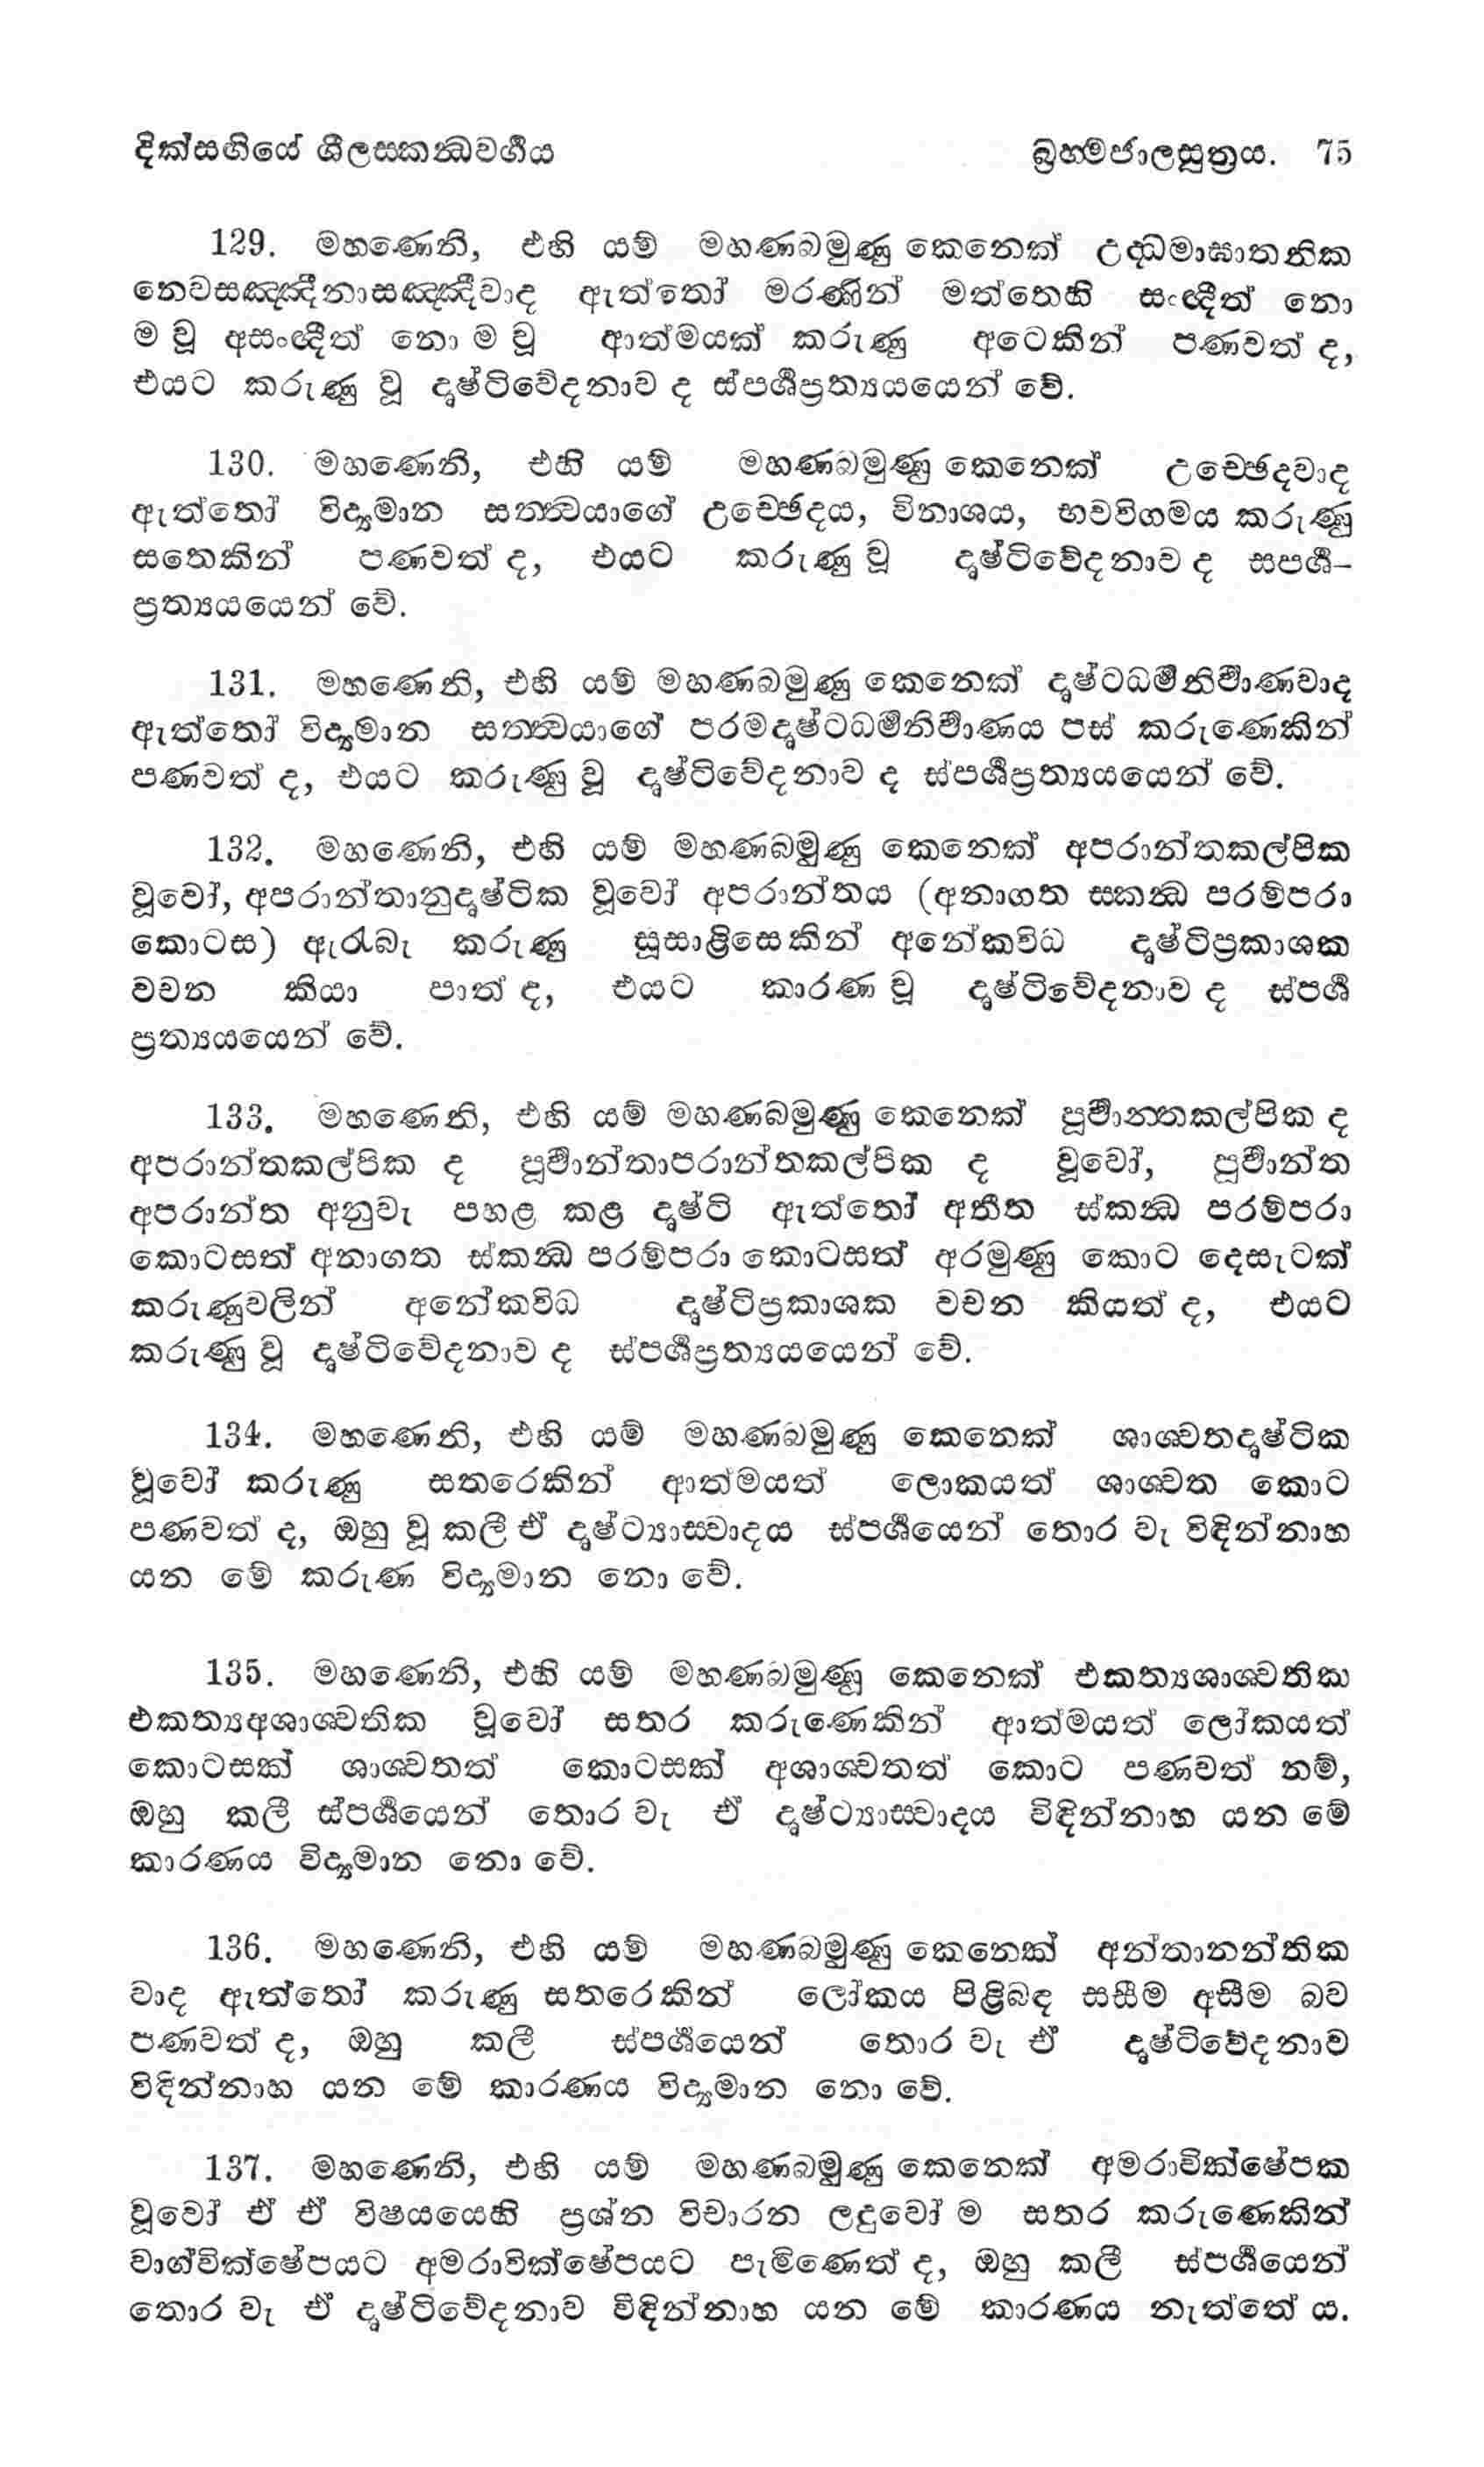 දික්සඟියේ ශීලස්කන්‍ධවර්‍ගය
බ්‍රහ්මජාලසූත්‍රය. 75
129. මහණෙනි, එහි යම් මහණබමුණු කෙනෙක් උද්ධමාඝාතනික
නෙවසඤ්ඤීනාසඤ්ඤීවාද ඇත්තෝ මරණින් මත්තෙහි සංඥීත් නො
ම වූ අසංඥීත් නො ම වූ ආත්මයක් කරුණු අටෙකින් පණවත් ද,
එයට කරුණු වූ දෘෂ්ටිවේදනාව ද ස්පර්‍ශප්‍රත්‍යයයෙන් වේ.
130. මහණෙනි, එහි යම් මහණබමුණු කෙනෙක් උච්ඡේදවාද
ඇත්තෝ විද්‍යමාන සත්ත්‍වයාගේ උච්ඡේදය, විනාශය, භවවිගමය කරුණු
සතෙකින් පණවත් ද, එයට කරුණු වූ දෘෂ්ටිවේදනාව ද ස්පර්‍ශ-
ප්‍රත්‍යයයෙන් වේ.
131. මහණෙනි, එහි යම් මහණබමුණු කෙනෙක් දෘෂ්ටධර්‍මනිර්‍වාණවාද
ඇත්තෝ විද්‍යමාන සත්ත්‍වයාගේ පරමදෘෂ්ටධර්‍මනිර්‍වාණය පස් කරුණෙකින්
පණවත් ද, එයට කරුණු වූ දෘෂ්ටිවේදනාව ද ස්පර්‍ශප්‍රත්‍යයයෙන් වේ.
132. මහණෙනි, එහි යම් මහණබමුණු කෙනෙක් අපරාන්තකල්පික
වූවෝ, අපරාන්තානුදෘෂ්ටික වූවෝ අපරාන්තය (අනාගත ස්කන්‍ධ පරම්පරා
කොටස) ඇරැබැ කරුණු සූසාළිසෙකින් අනේකවිධ දෘෂ්ටිප්‍රකාශක
වචන කියා පාත් ද, එයට කාරණ වූ දෘෂ්ටිවේදනාව ද ස්පර්‍ශ
ප්‍රත්‍යයයෙන් වේ.
133. මහණෙනි, එහි යම් මහණබමුණු කෙනෙක් පූර්‍වාන්තකල්පික ද
අපරාන්තකල්පික ද පූර්‍වාන්තාපරාන්තකල්පික ද වූවෝ, පූර්‍වාන්ත
අපරාන්ත අනුවැ පහළ කළ දෘෂ්ටි ඇත්තෝ අතීත ස්කන්‍ධ පරම්පරා
කොටසත් අනාගත ස්කන්‍ධ පරම්පරා කොටසත් අරමුණු කොට දෙසැටක්
කරුණුවලින් අනේකවිධ දෘෂ්ටිප්‍රකාශක වචන කියත් ද, එයට
කරුණු වූ දෘෂ්ටිවේදනාව ද ස්පර්‍ශප්‍රත්‍යයයෙන් වේ.
134. මහණෙනි, එහි යම් මහණබමුණු කෙනෙක් ශාශ්වතදෘෂ්ටික
වූවෝ කරුණු සතරෙකින් ආත්මයත් ලොකයත් ශාශ්වත කොට
පණවත් ද, ඔහු වූ කලී ඒ දෘෂ්ට්‍යාස්වාදය ස්පර්‍ශයෙන් තොර වැ විඳින්නාහ
යන මේ කරුණ විද්‍යමාන නො වේ.
135. මහණෙනි, එහි යම් මහණබමුණු කෙනෙක් එකත්‍යශාශ්වතික
එකත්‍යඅශාශ්වතික වූවෝ සතර කරුණෙකින් ආත්මයත් ලෝකයත්
කොටසක් ශාශ්වතත් කොටසක් අශාශ්වතත් කොට පණවත් නම්,
ඔහු කලී ස්පර්‍ශයෙන් තොර වැ ඒ දෘෂ්ට්‍යාස්වාදය විඳින්නාහ යන මේ
කාරණය විද්‍යමාන නො වේ.
136. මහණෙනි, එහි යම් මහණබමුණු කෙනෙක් අන්තානන්තික
වාද ඇත්තෝ කරුණු සතරෙකින් ලෝකය පිළිබඳ සසීම අසීම බව
පණවත් ද, ඔහු කලී ස්පර්‍ශයෙන් තොර වැ ඒ දෘෂ්ටිවේදනාව
විඳින්නාහ යන මේ කාරණය විද්‍යමාන නො වේ.
137. මහණෙනි, එහි යම් මහණබමුණු කෙනෙක් අමරාවික්ෂේපක
වූවෝ ඒ ඒ විෂයයෙහි ප්‍රශ්න විචාරන ලදුවෝ ම සතර කරුණෙකින්
වාග්වික්ෂේපයට අමරාවික්ෂේපයට පැමිණෙත් ද, ඔහු කලී ස්පර්‍ශයෙන්
තොර වැ ඒ දෘෂ්ටිවේදනාව විඳින්නාහ යන මේ කාරණය නැත්තේ ය.